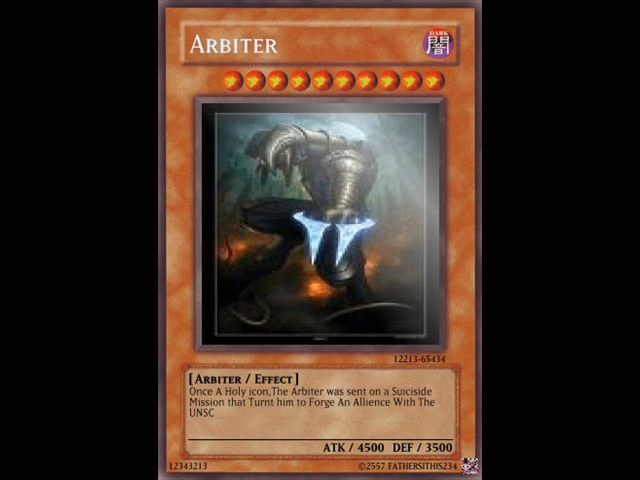 ARBITER
DARK
闇
12213-65434
[ARBITER / EFFECT]
Once A Holy icon,The Arbiter was sent on a Suiciside
Mission that Turnt him to Forge An Allience With The
UNSC
ATK / 4500 DEF / 3500
12343213
©2557 FATHERSITHIS234